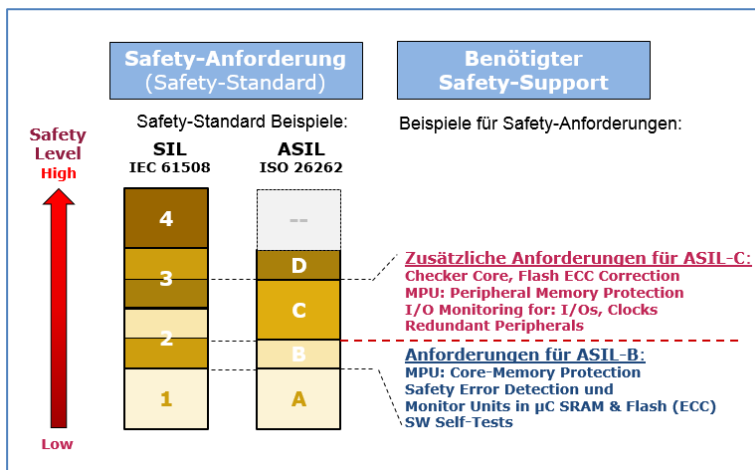 Safety-Anforderung
(Safety-Standard)
Benötigter
Safety-Support
Safety-Standard Beispiele:
Beispiele für Safety-Anforderungen:
Safety
Level
High
SIL
IEC 61508
ASIL
ISO 26262
4
--
3
D
C
2
B
1
A
Low
Zusätzliche Anforderungen für ASIL-C:
Checker Core, Flash ECC Correction
MPU: Peripheral Memory Protection
I/O Monitoring for: I/Os, Clocks
Redundant Peripherals
Anforderungen für ASIL-B:
MPU: Core-Memory Protection
Safety Error Detection und
Monitor Units in µC SRAM & Flash (ECC)
SW Self-Tests